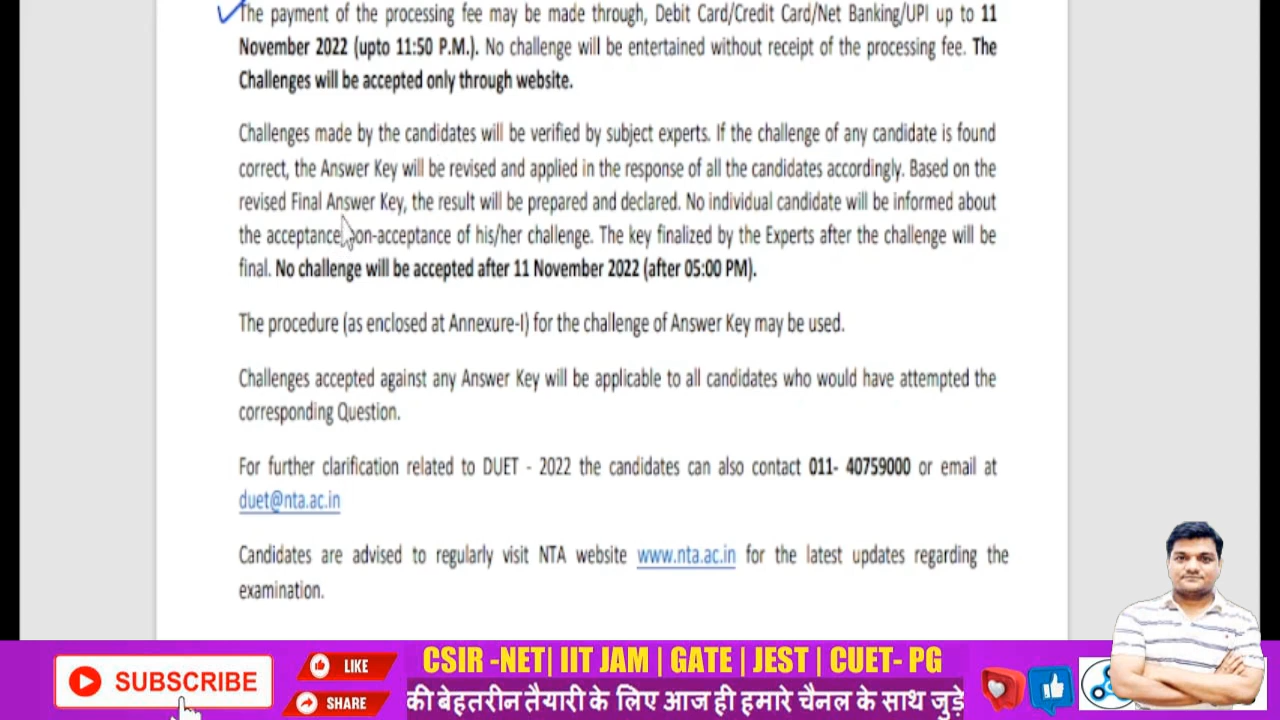 The payment of the processing fee may be made through, Debit Card/Credit Card/Net Banking/UPI up to 11
November 2022 (upto 11:50 P.M.). No challenge will be entertained without receipt of the processing fee. The
Challenges will be accepted only through website.
Challenges made by the candidates will be verified by subject experts. If the challenge of any candidate is found
correct, the Answer Key will be revised and applied in the response of all the candidates accordingly. Based on the
revised Final Answer Key, the result will be prepared and declared. No individual candidate will be informed about
the acceptance/non-acceptance of his/her challenge. The key finalized by the Experts after the challenge will be
final. No challenge will be accepted after 11 November 2022 (after 05:00 PM).
The procedure (as enclosed at Annexure-I) for the challenge of Answer Key may be used.
Challenges accepted against any Answer Key will be applicable to all candidates who would have attempted the
corresponding Question.
For further clarification related to DUET - 2022 the candidates can also contact 011- 40759000 or email at
duet@nta.ac.in
Candidates are advised to regularly visit NTA website www.nta.ac.in for the latest updates regarding the
examination.
SUBSCRIBE
LIKE
SHARE
CSIR -NET| IIT JAM | GATE | JEST | CUET- PG
की बेहतरीन तैयारी के लिए आज ही हमारे चैनल के साथ जुड़े